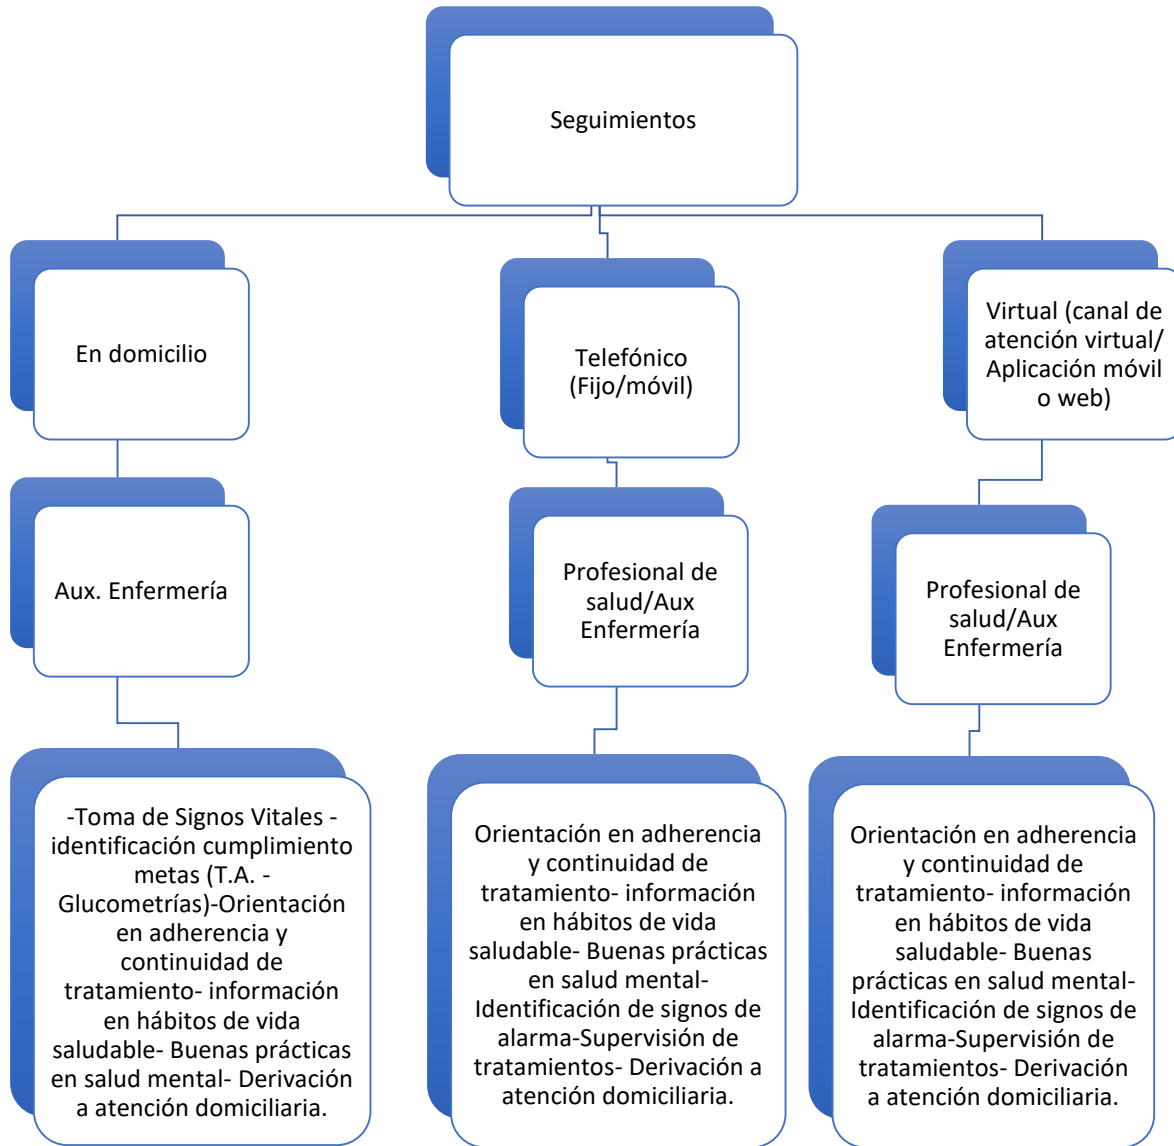 Seguimientos
En domicilio
Telefónico
(Fijo/móvil)
Virtual (canal de
atención virtual/
Aplicación móvil
o web)
Aux. Enfermería
Profesional de
salud/Aux
Enfermería
Profesional de
salud/Aux
Enfermería
-Toma de Signos Vitales -
identificación cumplimiento
metas (T.A. -
Glucometrías)-Orientación
en adherencia y
continuidad de
tratamiento- información
en hábitos de vida
saludable- Buenas prácticas
en salud mental- Derivación
a atención domiciliaria.
Orientación en adherencia
y continuidad de
tratamiento- información
en hábitos de vida
saludable- Buenas prácticas
en salud mental-
Identificación de signos de
alarma-Supervisión de
tratamientos- Derivación a
atención domiciliaria.
Orientación en adherencia
y continuidad de
tratamiento- información
en hábitos de vida
saludable- Buenas
prácticas en salud mental-
Identificación de signos de
alarma-Supervisión de
tratamientos- Derivación
a atención domiciliaria.